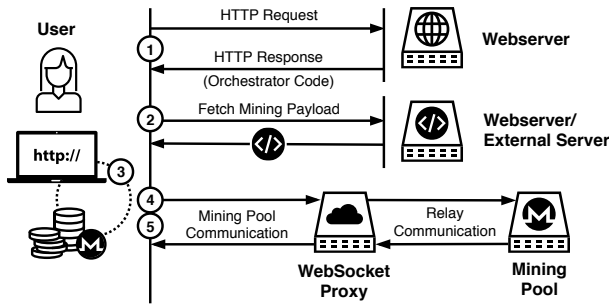 User
HTTP Request
1
HTTP Response
(Orchestrator Code)
Webserver
2
Fetch Mining Payload
</>
</>
Webserver/
External Server
http://
3
4
5
Mining Pool
Communication
Relay
Communication
WebSocket
Proxy
Mining
Pool